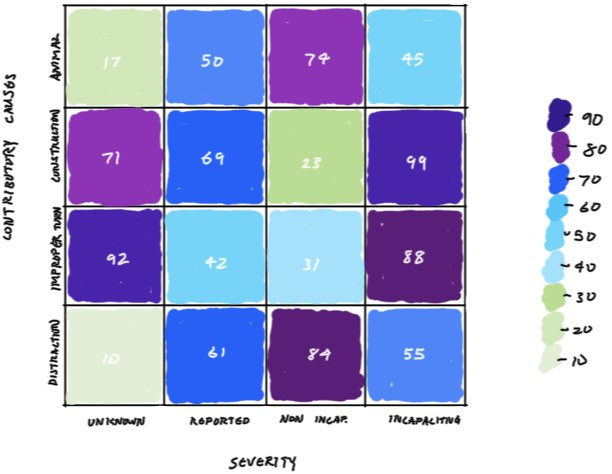 CONTRIBUTORY CAUSES
ANIMAL
17 50 74 45
CONSTRUCTION
71 69 23 99
IMPROPER TURN
92 42 31 88
DISTRACTION
10 61 84 55
UNKNOWN REPORTED NON INCAP. INCAPACITING
SEVERITY
90
80
70
60
50
40
30
20
10